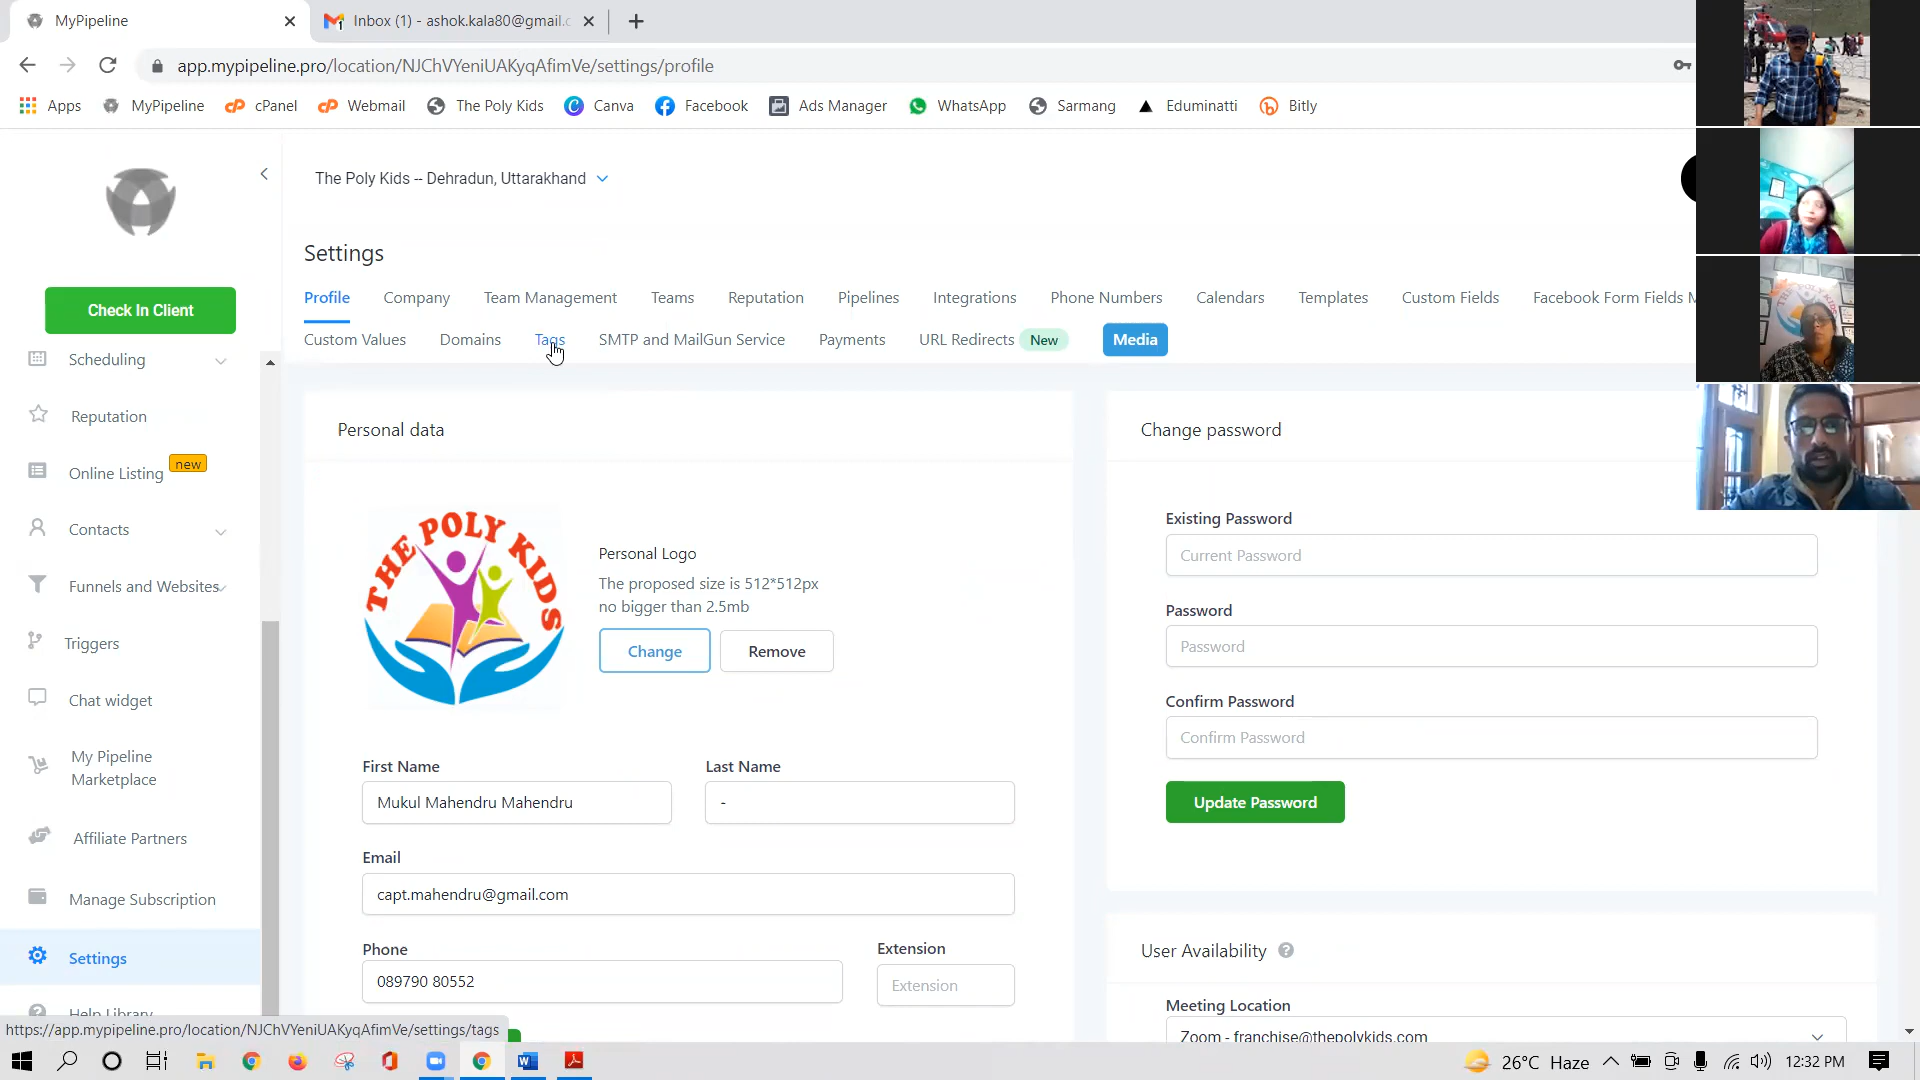 MyPipeline
Inbox (1) - ashok.kala80@gmail.c
app.mypipeline.pro/location/NJChVYeniUAKyqAfimVe/settings/profile
Apps MyPipeline cPanel Webmail The Poly Kids Canva Facebook Ads Manager WhatsApp Sarmang Eduminatti Bitly
The Poly Kids -- Dehradun, Uttarakhand
Settings
Profile Company Team Management Teams Reputation Pipelines Integrations Phone Numbers Calendars Templates Custom Fields Facebook Form Fields M
Custom Values Domains Tags SMTP and MailGun Service Payments URL Redirects New Media
Check In Client
Scheduling
Reputation
Online Listing new
Contacts
Funnels and Websites
Triggers
Chat widget
My Pipeline
Marketplace
Affiliate Partners
Manage Subscription
Settings
Help Library
Personal data
THE POLY KIDS
Personal Logo
The proposed size is 512*512px
no bigger than 2.5mb
Change Remove
First Name Last Name
Mukul Mahendru Mahendru -
Email
capt.mahendru@gmail.com
Phone Extension
089790 80552 Extension
Change password
Existing Password
Current Password
Password
Password
Confirm Password
Confirm Password
Update Password
User Availability
Meeting Location
Zoom - franchise@thepolykids.com
https://app.mypipeline.pro/location/NJChVYeniUAKyqAfimVe/settings/tags
26°C Haze 12:32 PM